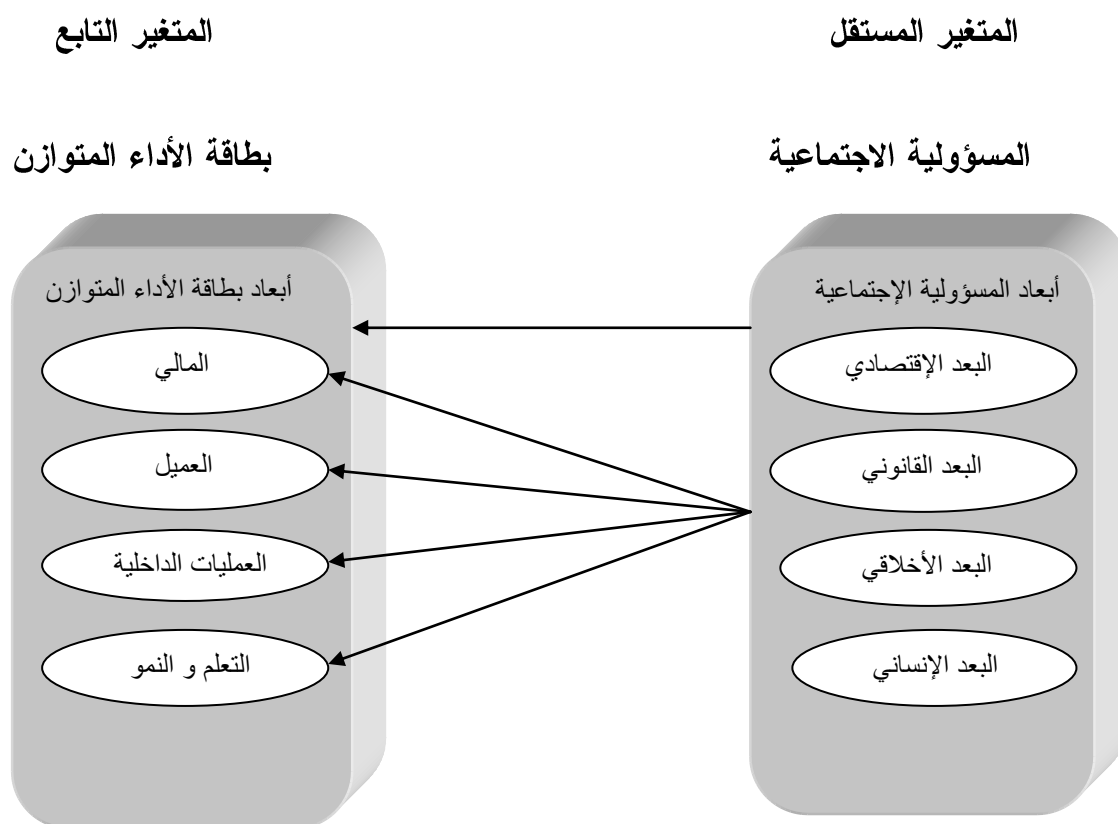 المتغير المستقل
المتغير التابع
المسؤولية الاجتماعية
بطاقة الأداء المتوازن
أبعاد المسؤولية الإجتماعية
البعد الإقتصادي
البعد القانوني
البعد الأخلاقي
البعد الإنساني
أبعاد بطاقة الأداء المتوازن
المالي
العميل
العمليات الداخلية
التعلم و النمو